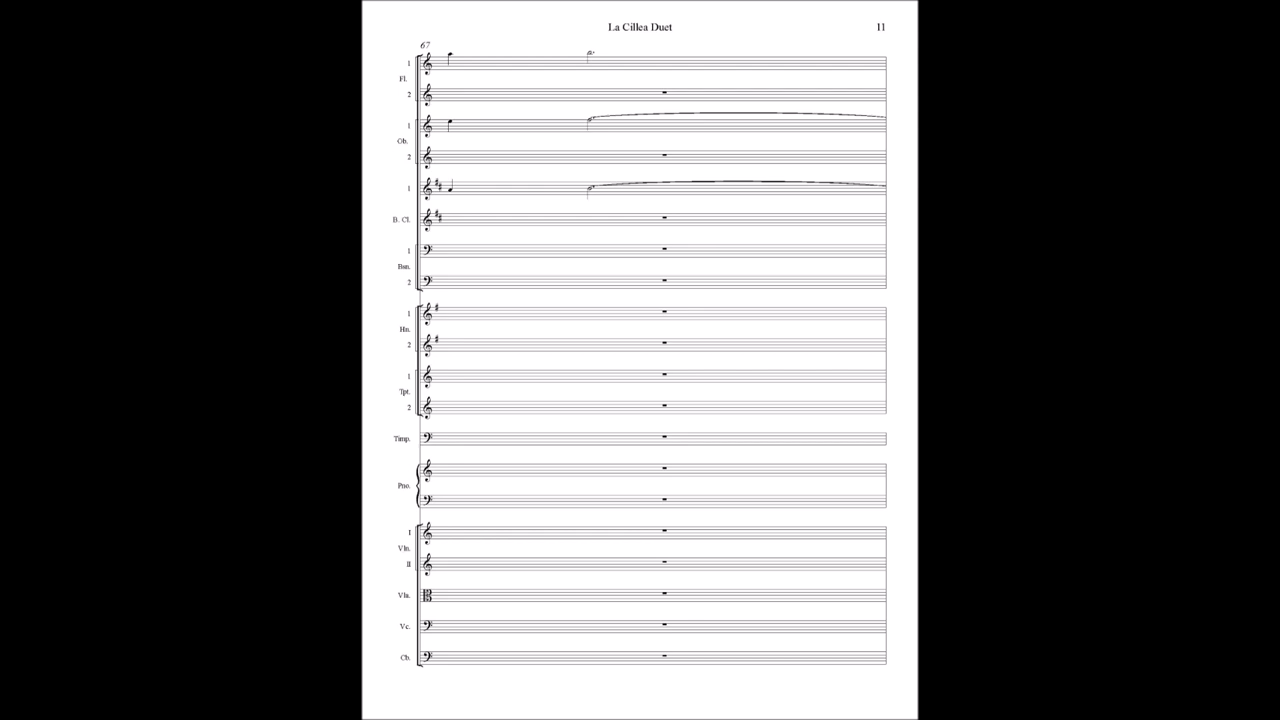 La Cillea Duet 11
67
1
Fl.
2
1
Ob.
2
1
B. Cl.
1
Bsn.
2
1
Hn.
2
1
Tpt.
2
Timp.
Pno.
I
Vln.
II
Vla.
Vc.
Cb.